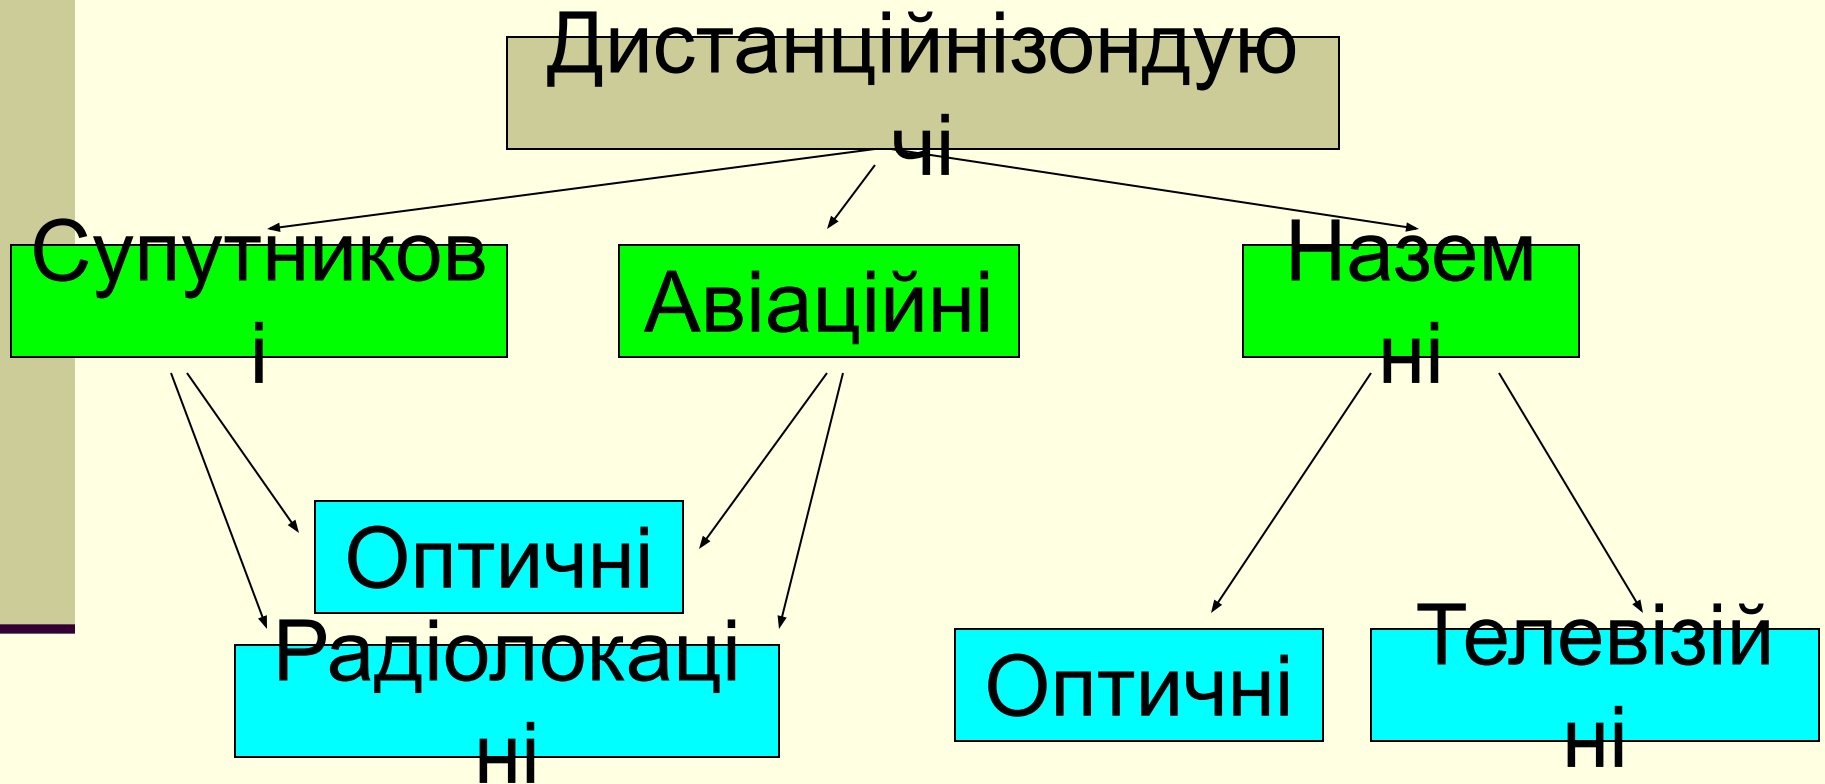 Дистанційнізондую
чі
Супутников
і
Авіаційні
Назем
ні
Оптичні
Радіолокаці
ні
Оптичні
Телевізій
ні